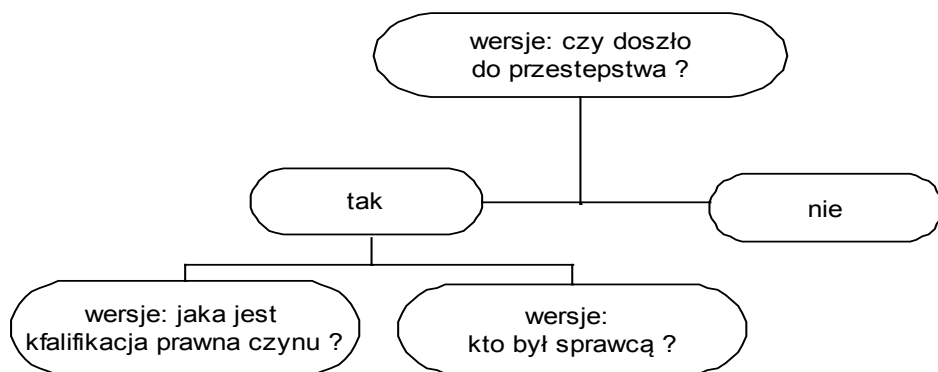 wersje: czy doszło
do przestepstwa ?
tak
nie
wersje: jaka jest
kfalifikacja prawna czynu ?
wersje:
kto był sprawcą ?